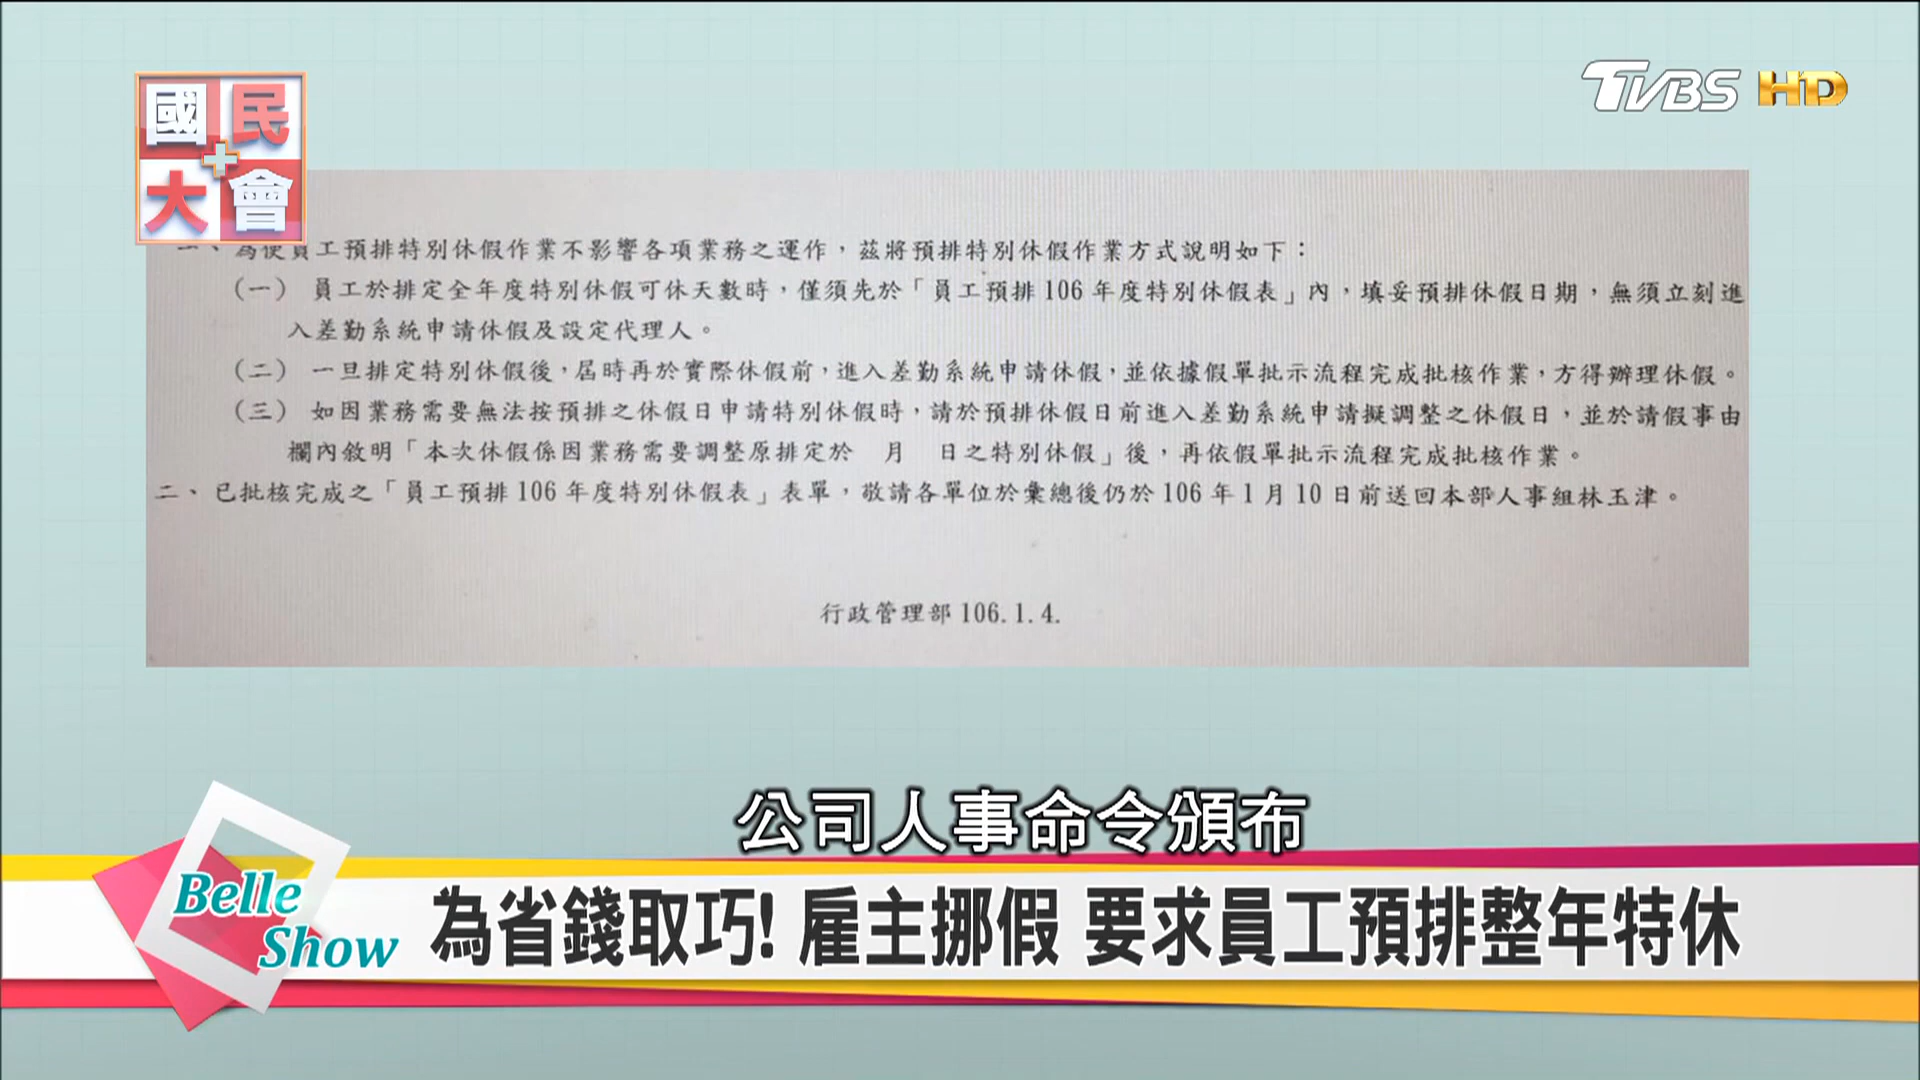 國民
大會
TVBS HD
一、為使員工預排特別休假作業不影響各項業務之運作，茲將預排特別休假作業方式說明如下：
（一） 員工於排定全年度特別休假可休天數時，僅須先於「員工預排106年度特別休假表」內，填妥預排休假日期，無須立刻進
入差勤系統申請休假及設定代理人。
（二） 一旦排定特別休假後，屆時再於實際休假前，進入差勤系統申請休假，並依據假單批示流程完成批核作業，方得辦理休假。
（三） 如因業務需要無法按預排之休假日申請特別休假時，請於預排休假日前進入差勤系統申請擬調整之休假日，並於請假事由
欄內敘明「本次休假係因業務需要調整原排定於　月　日之特別休假」後，再依假單批示流程完成批核作業。
二、已批核完成之「員工預排106年度特別休假表」表單，敬請各單位於彙總後仍於106年1月10日前送回本部人事組林玉津。
行政管理部106.1.4.
公司人事命令頒布
Belle
Show
為省錢取巧! 雇主挪假 要求員工預排整年特休